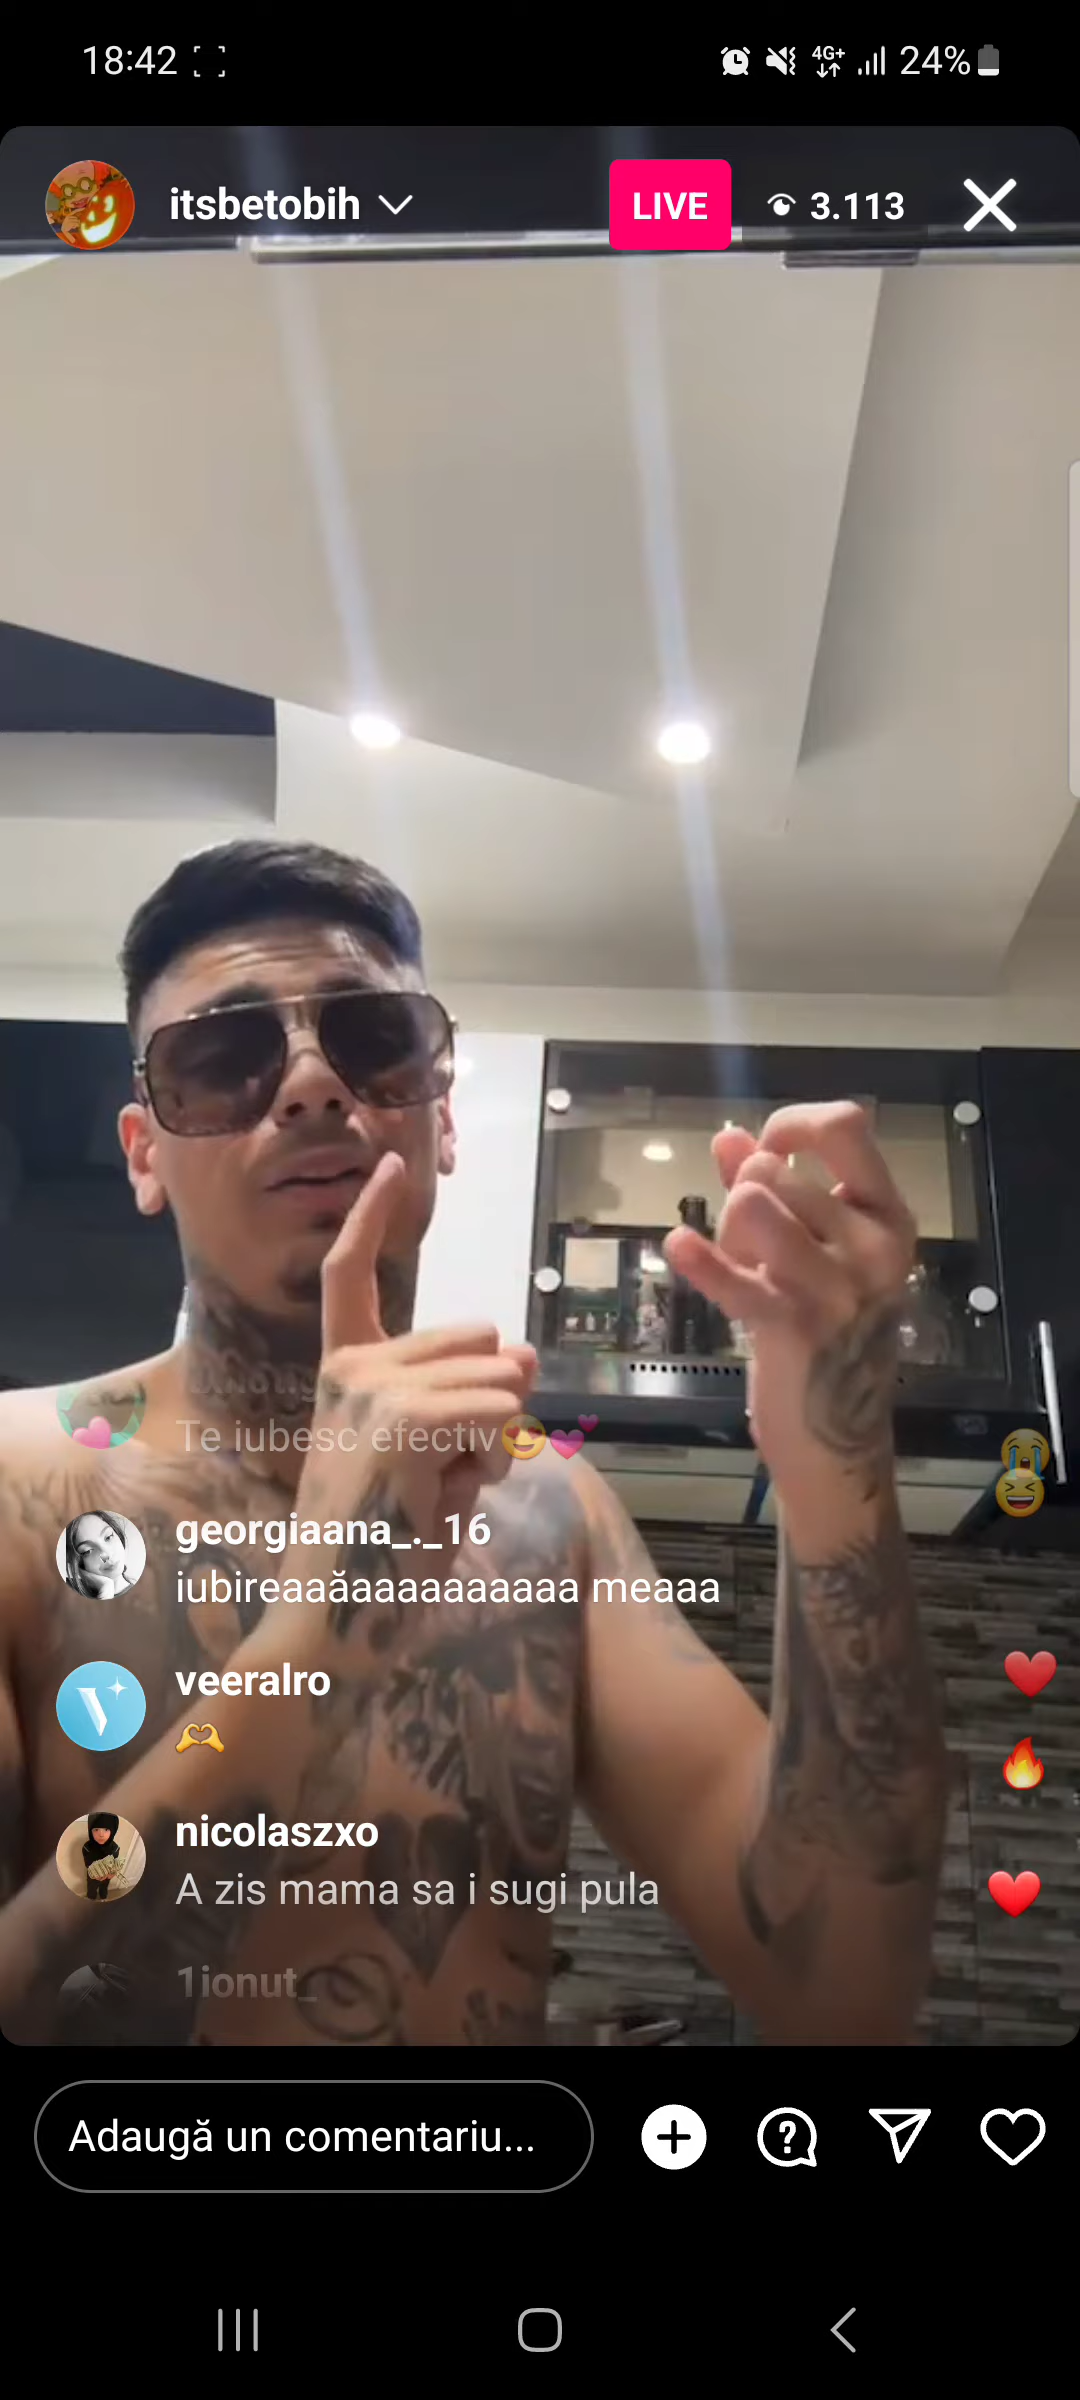 18:42
4G+
24%
itsbetobih
LIVE
3.113
Te iubesc efectiv😍💕
georgiaana_._16
iubireaaăaaaaaaaaaa meaaa
veeralro
🫶
nicolaszxo
A zis mama sa i sugi pula
1ionut_
Adaugă un comentariu...